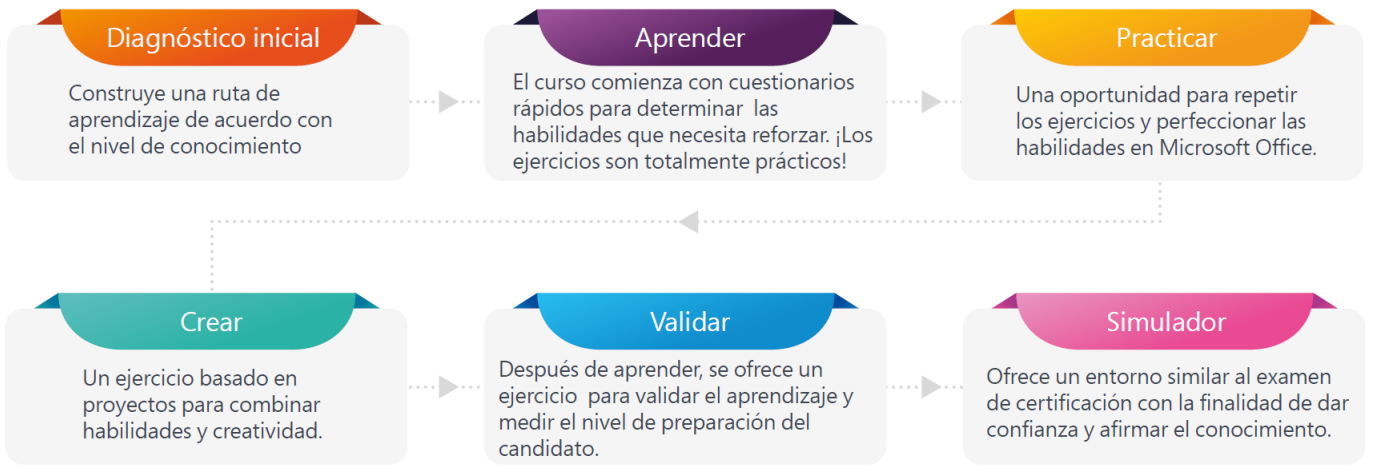 Diagnóstico inicial
Construye una ruta de
aprendizaje de acuerdo con
el nivel de conocimiento
Aprender
El curso comienza con cuestionarios
rápidos para determinar las
habilidades que necesita reforzar. ¡Los
ejercicios son totalmente prácticos!
Practicar
Una oportunidad para repetir
los ejercicios y perfeccionar las
habilidades en Microsoft Office.
Crear
Un ejercicio basado en
proyectos para combinar
habilidades y creatividad.
Validar
Después de aprender, se ofrece un
ejercicio para validar el aprendizaje y
medir el nivel de preparación del
candidato.
Simulador
Ofrece un entorno similar al examen
de certificación con la finalidad de dar
confianza y afirmar el conocimiento.